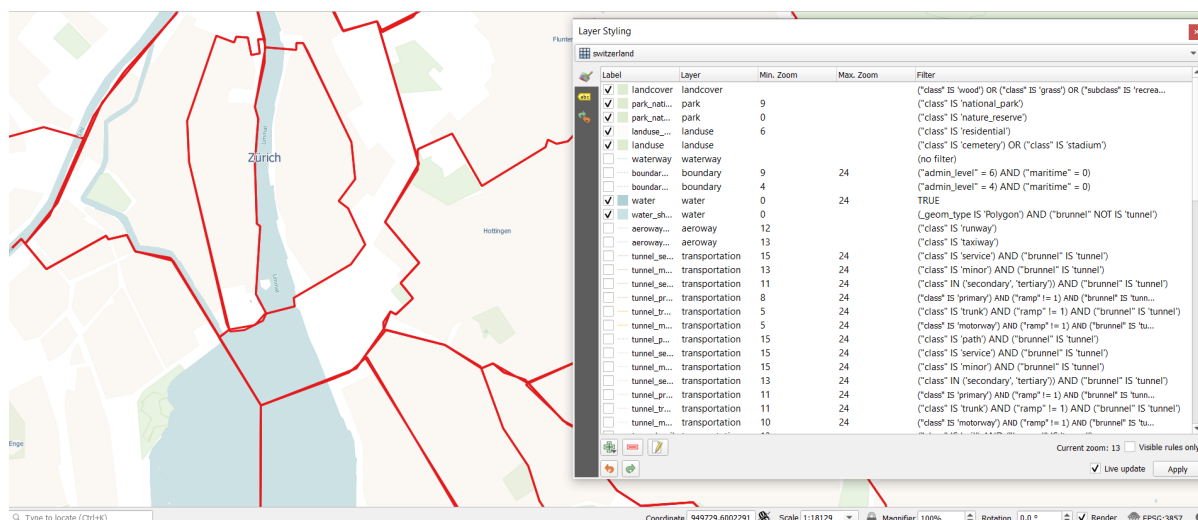 Layer Styling
switzerland
Label Layer Min. Zoom Max. Zoom Filter
landcover landcover ("class" IS 'wood') OR ("class" IS 'grass') OR ("subclass" IS 'recrea...
park_nati... park 9 ("class" IS 'national_park')
park_nat... park 0 ("class" IS 'nature_reserve')
landuse_... landuse 6 ("class" IS 'residential')
landuse landuse ("class" IS 'cemetery') OR ("class" IS 'stadium')
waterway waterway (no filter)
boundar... boundary 9 24 ("admin_level" = 6) AND ("maritime" = 0)
boundar... boundary 4 ("admin_level" = 4) AND ("maritime" = 0)
water water 0 24 TRUE
water_sh... water 0 (_geom_type IS 'Polygon') AND ("brunnel" NOT IS 'tunnel')
aeroway... aeroway 12 ("class" IS 'runway')
aeroway... aeroway 13 ("class" IS 'taxiway')
tunnel_se... transportation 15 24 ("class" IS 'service') AND ("brunnel" IS 'tunnel')
tunnel_m... transportation 13 24 ("class" IS 'minor') AND ("brunnel" IS 'tunnel')
tunnel_se... transportation 11 24 ("class" IN ('secondary', 'tertiary')) AND ("brunnel" IS 'tunnel')
tunnel_pr... transportation 8 24 ("class" IS 'primary') AND ("ramp" != 1) AND ("brunnel" IS 'tunn...
tunnel_tr... transportation 5 24 ("class" IS 'trunk') AND ("ramp" != 1) AND ("brunnel" IS 'tunnel')
tunnel_m... transportation 5 24 ("class" IS 'motorway') AND ("ramp" != 1) AND ("brunnel" IS 'tu...
tunnel_p... transportation 15 24 ("class" IS 'path') AND ("brunnel" IS 'tunnel')
tunnel_se... transportation 15 24 ("class" IS 'service') AND ("brunnel" IS 'tunnel')
tunnel_m... transportation 15 24 ("class" IS 'minor') AND ("brunnel" IS 'tunnel')
tunnel_se... transportation 13 24 ("class" IN ('secondary', 'tertiary')) AND ("brunnel" IS 'tunnel')
tunnel_pr... transportation 11 24 ("class" IS 'primary') AND ("ramp" != 1) AND ("brunnel" IS 'tunn...
tunnel_tr... transportation 11 24 ("class" IS 'trunk') AND ("ramp" != 1) AND ("brunnel" IS 'tunnel')
tunnel_m... transportation 10 24 ("class" IS 'motorway') AND ("ramp" != 1) AND ("brunnel" IS 'tu...
Current zoom: 13 Visible rules only
Live update Apply
abc
Flunter
Limmat
Zürich
Hottingen
Limmat
Enge
Type to locate (Ctrl+K) Coordinate 949729,6002291 Scale 1:18129 Magnifier 100% Rotation 0,0 ° Render EPSG:3857